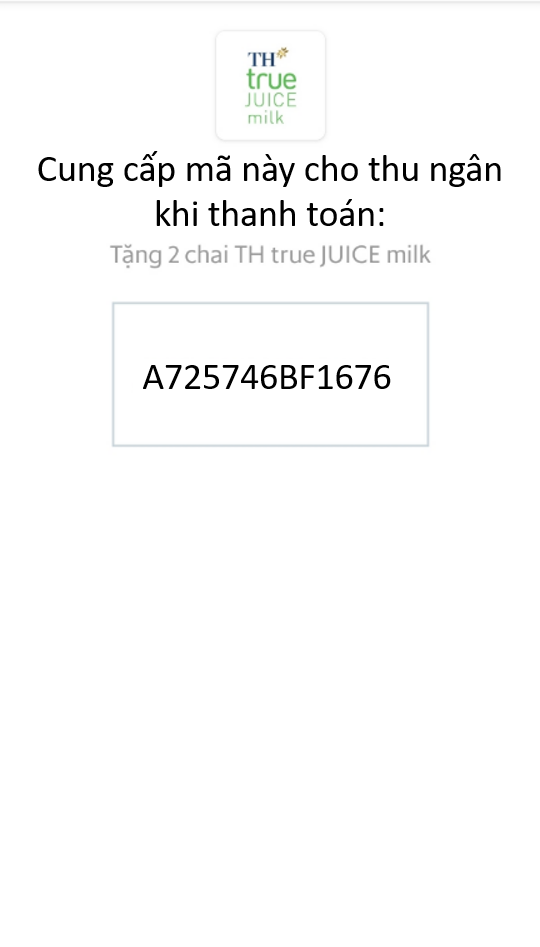 TH
true
JUICE
milk
Cung cấp mã này cho thu ngân
khi thanh toán:
Tặng 2 chai TH true JUICE milk
A725746BF1676